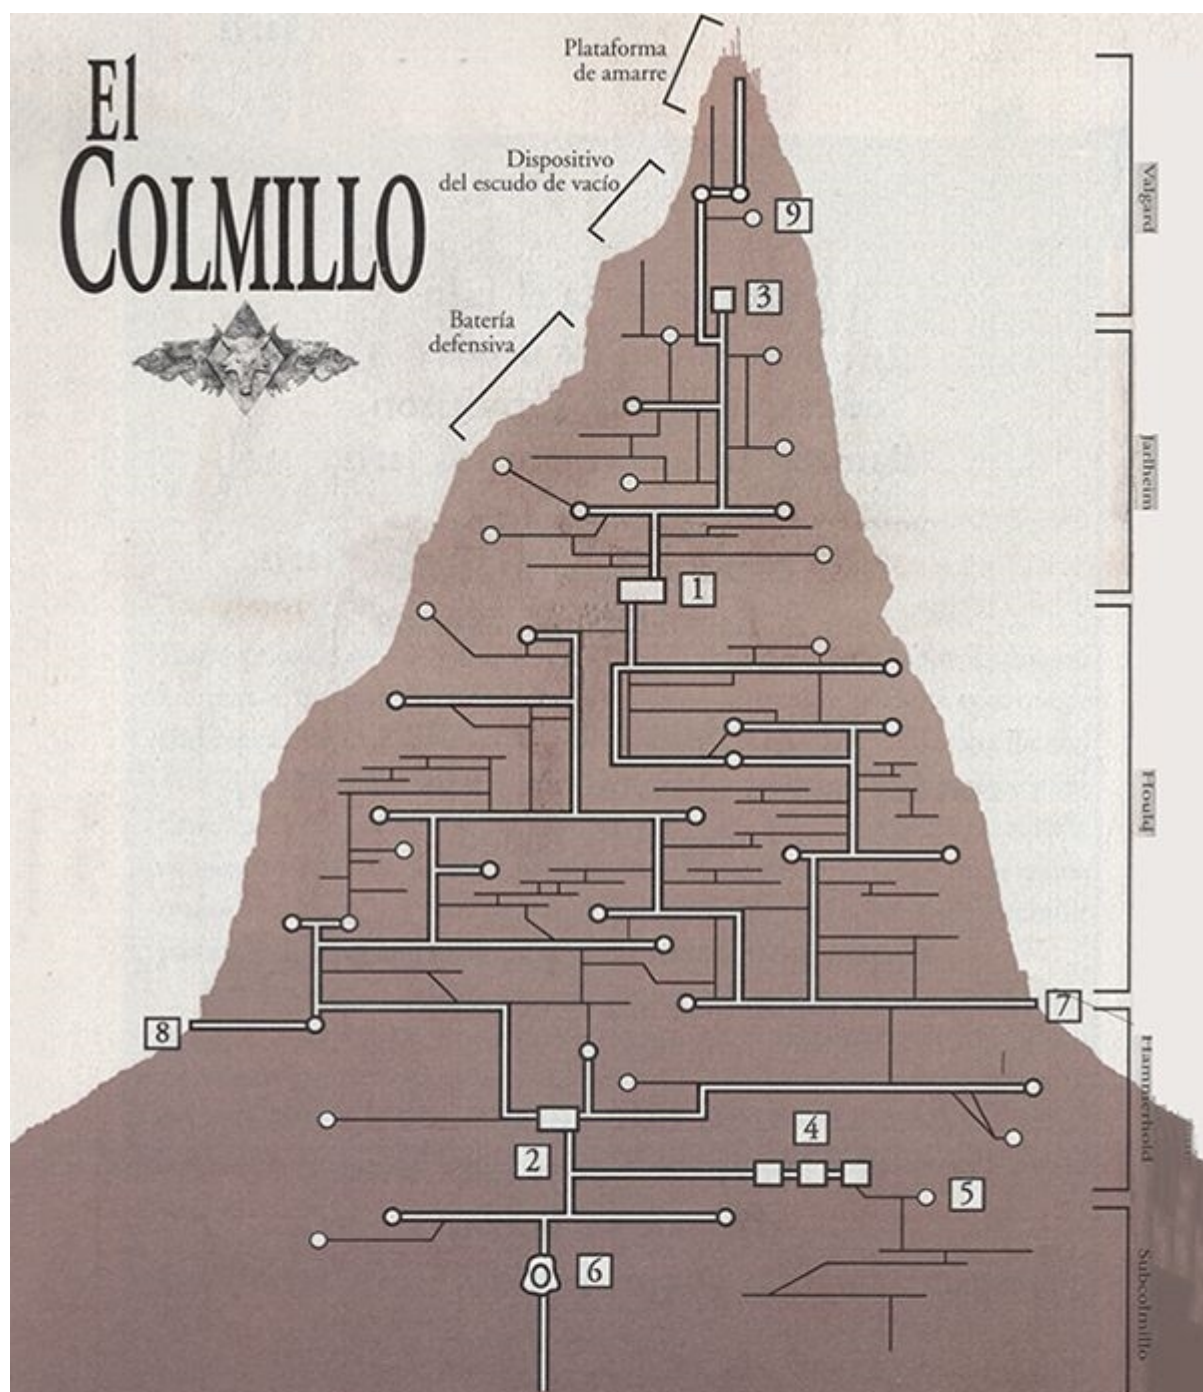 El
COLMILLO
Plataforma
de amarre
Dispositivo
del escudo de vacío
Batería
defensiva
Valgard
9
3
Jarlheim
1
Hould
7
8
Hammerhold
4
2
5
6
Subcolmillo